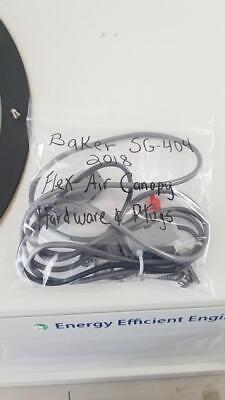 Baker SG-404
2018
Flex-Air Canopy
Hardware & Plugs
Energy Efficient Engi